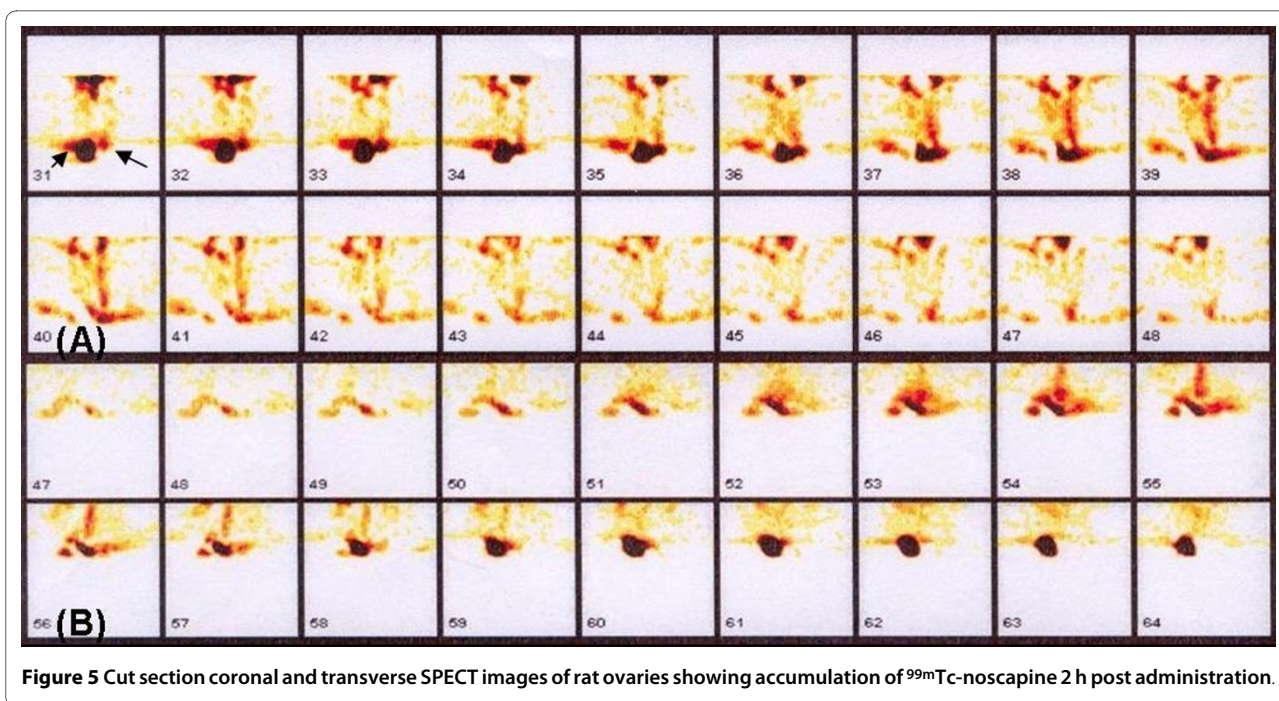 31 32 33 34 35 36 37 38 39
40 (A) 41 42 43 44 45 46 47 48
47 48 49 50 51 52 53 54 55
56 (B) 57 58 59 60 61 62 63 64
Figure 5 Cut section coronal and transverse SPECT images of rat ovaries showing accumulation of ⁹⁹ᵐTc-noscapine 2 h post administration.